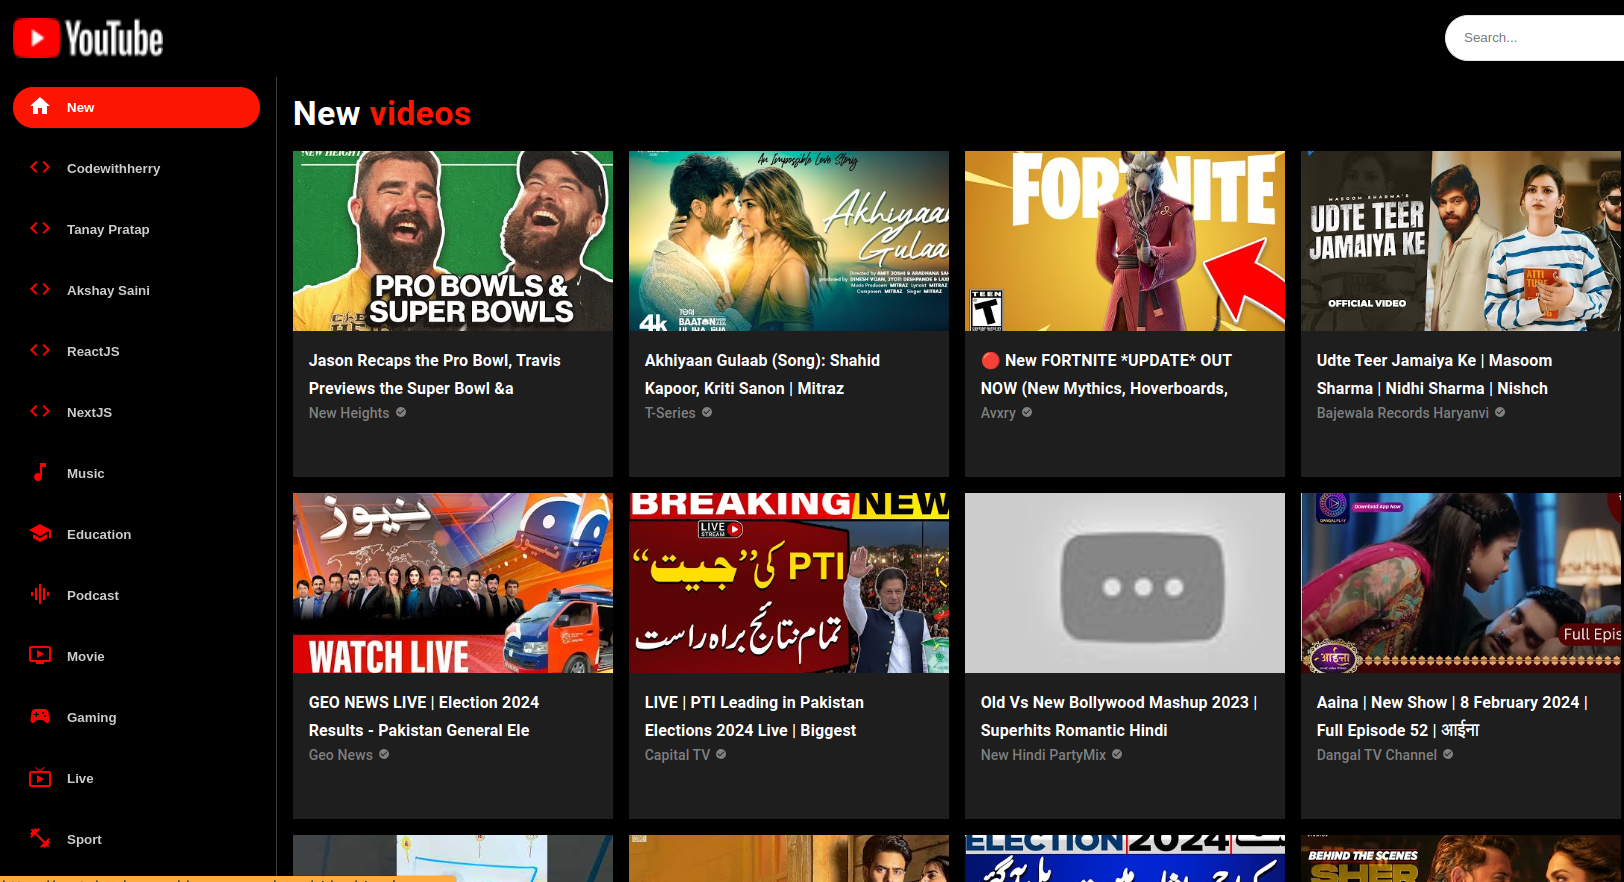 YouTube
Search...
New
Codewithherry
Tanay Pratap
Akshay Saini
ReactJS
NextJS
Music
Education
Podcast
Movie
Gaming
Live
Sport
New videos
NEW HEIGHT
PRO BOWLS &
SUPER BOWLS
Jason Recaps the Pro Bowl, Travis
Previews the Super Bowl &a
New Heights
An Impossible Love Story
Akhiyaan
Gulaab
4k
Akhiyaan Gulaab (Song): Shahid
Kapoor, Kriti Sanon | Mitraz
T-Series
FORTNITE
TEEN
T
🔴 New FORTNITE *UPDATE* OUT
NOW (New Mythics, Hoverboards,
Avxry
MASOOM SHARMA'S
UDTE TEER
JAMAIYA KE
OFFICIAL VIDEO
Udte Teer Jamaiya Ke | Masoom
Sharma | Nidhi Sharma | Nishch
Bajewala Records Haryanvi
نیوز
WATCH LIVE
GEO NEWS LIVE | Election 2024
Results - Pakistan General Ele
Geo News
BREAKING NEW
LIVE
STREAM
PTI کی ”جیت“
تمام نتائج براہ راست
LIVE | PTI Leading in Pakistan
Elections 2024 Live | Biggest
Capital TV
Old Vs New Bollywood Mashup 2023 |
Superhits Romantic Hindi
New Hindi PartyMix
Download App Now
Full Epis
आईना
Aaina | New Show | 8 February 2024 |
Full Episode 52 | आईना
Dangal TV Channel
ELECTION 2024
BEHIND THE SCENES
SHER